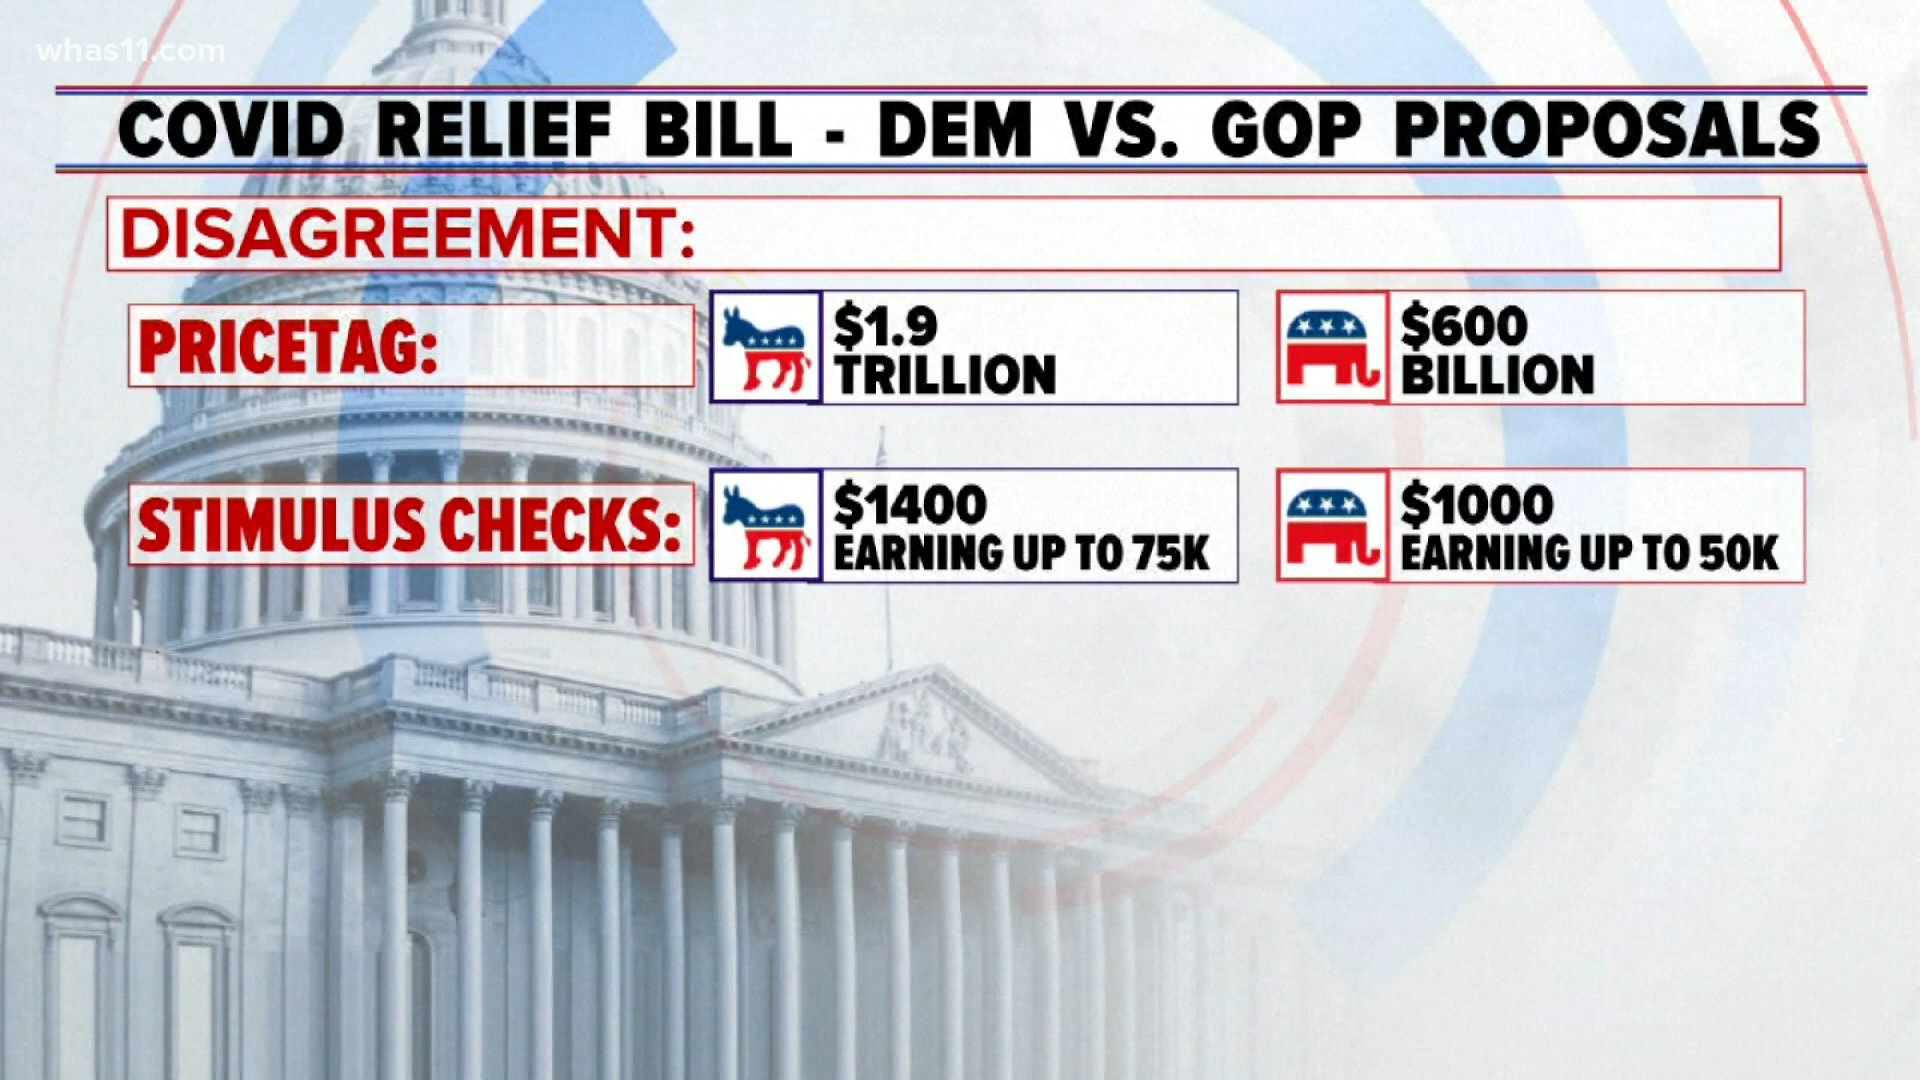 whas11.com
COVID RELIEF BILL - DEM VS. GOP PROPOSALS
DISAGREEMENT:
PRICETAG:
$1.9
TRILLION
$600
BILLION
STIMULUS CHECKS:
$1400
EARNING UP TO 75K
$1000
EARNING UP TO 50K